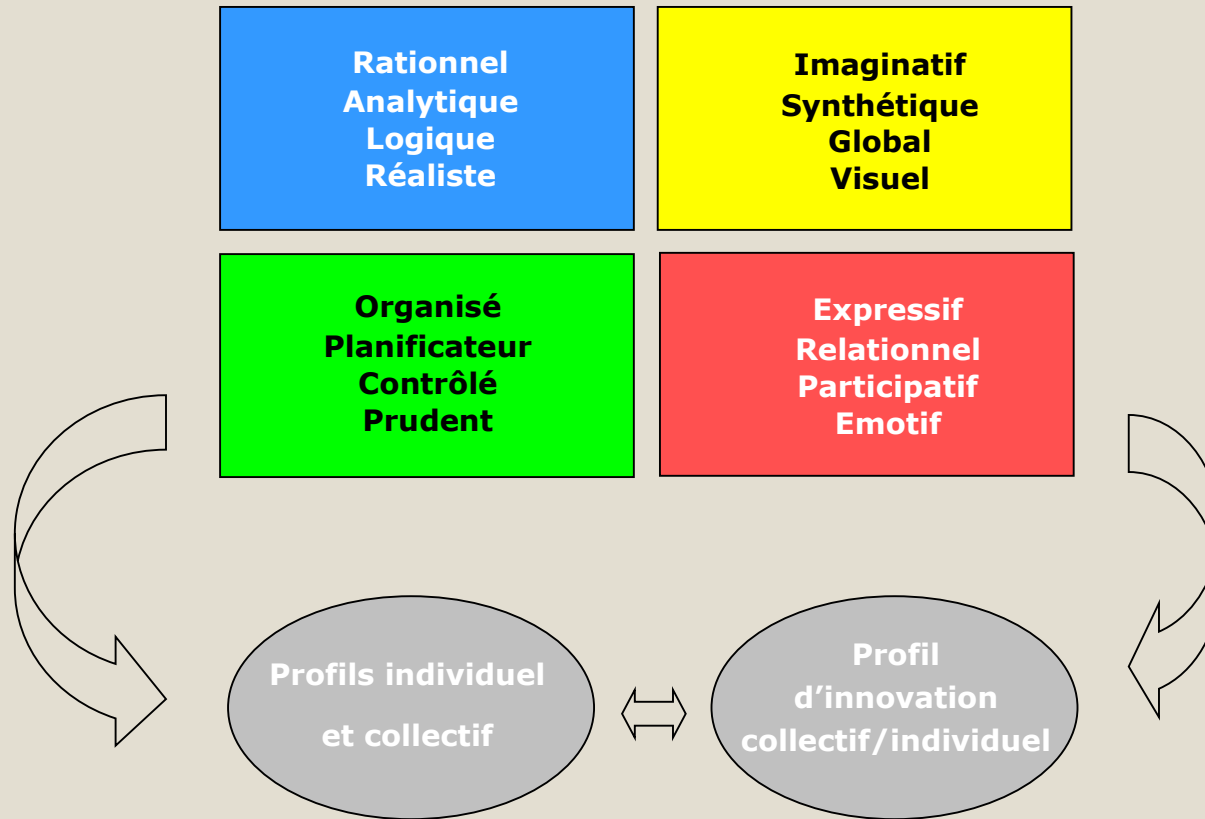 Rationnel
Analytique
Logique
Réaliste
Imaginatif
Synthétique
Global
Visuel
Organisé
Planificateur
Contrôlé
Prudent
Expressif
Relationnel
Participatif
Emotif
Profils individuel
et collectif
Profil
d’innovation
collectif/individuel